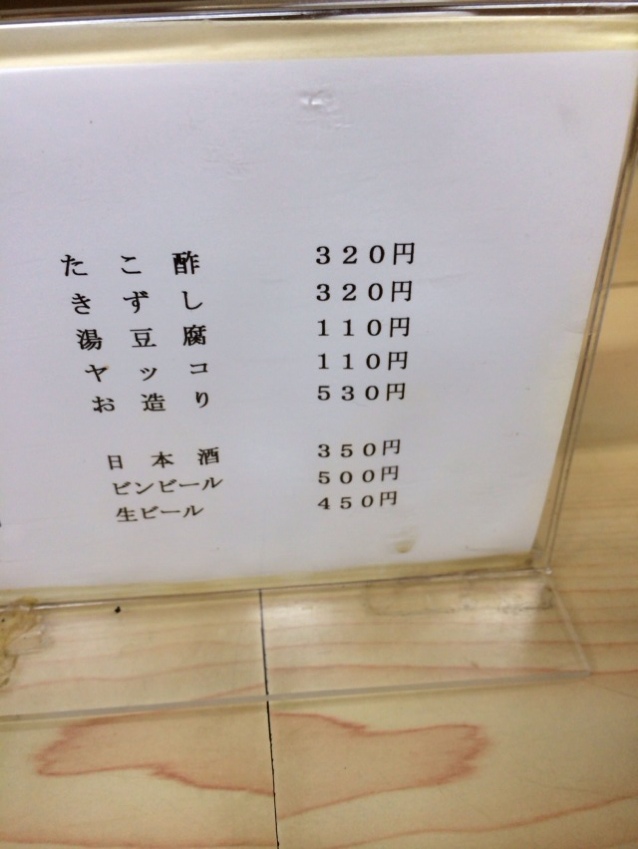 たこ酢 320円
きずし 320円
湯豆腐 110円
ヤッコ 110円
お造り 530円
日本酒 350円
ビンビール 500円
生ビール 450円